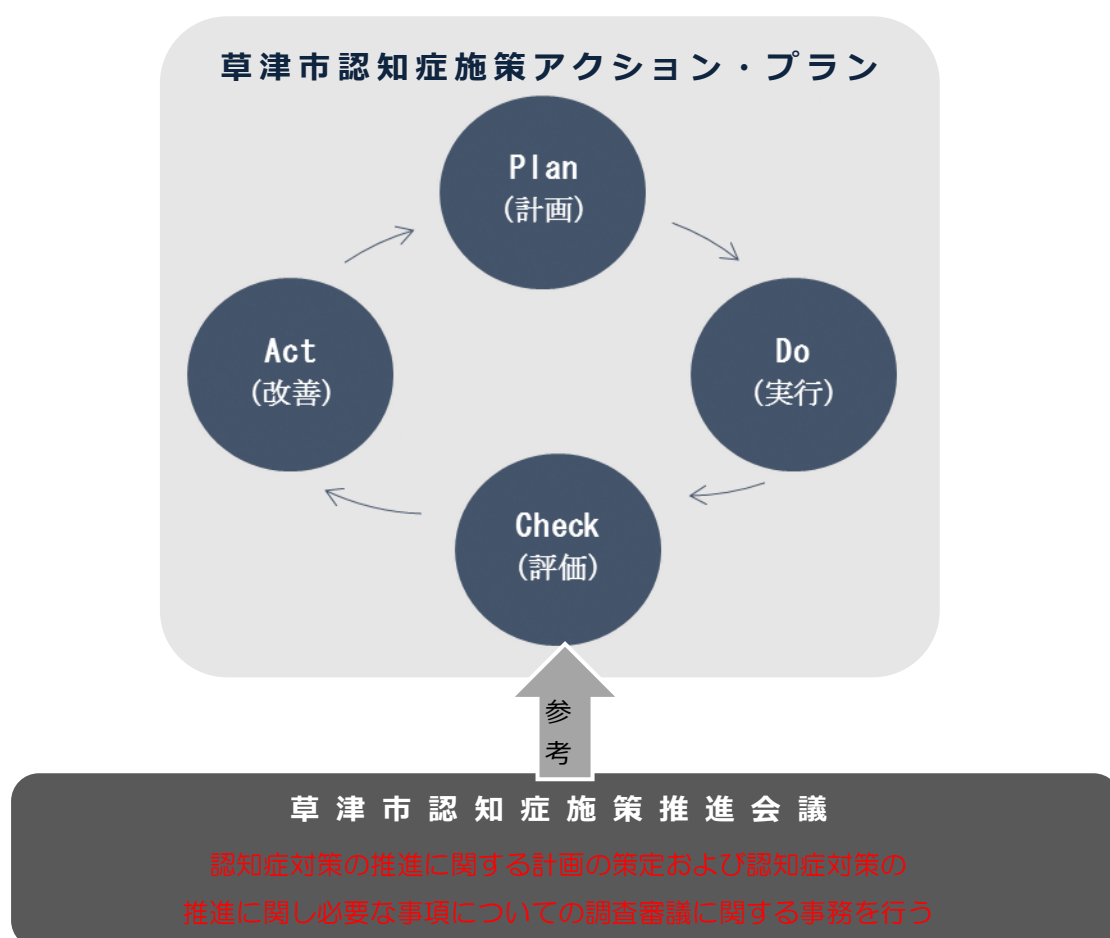 草津市認知症施策アクション・プラン
Plan
(計画)
Act
(改善)
Do
(実行)
Check
(評価)
参
考
草津市認知症施策推進会議
認知症対策の推進に関する計画の策定および認知症対策の
推進に関し必要な事項についての調査審議に関する事務を行う